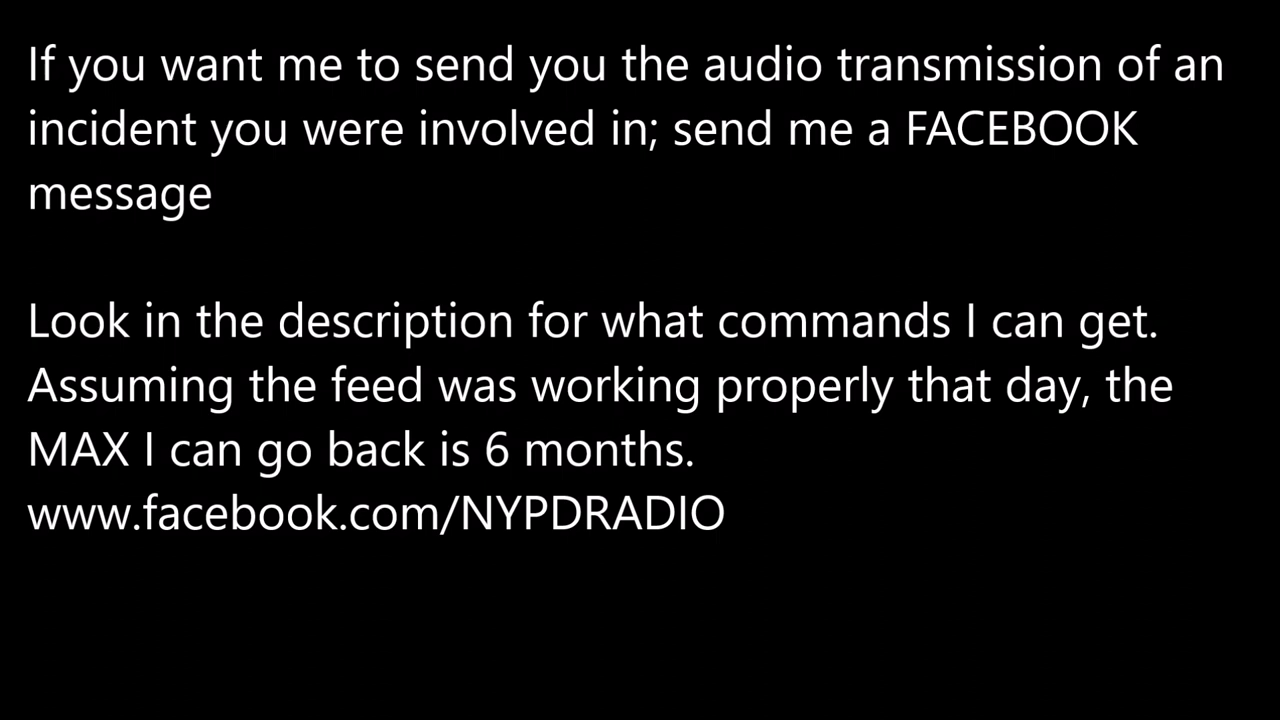 If you want me to send you the audio transmission of an
incident you were involved in; send me a FACEBOOK
message
Look in the description for what commands I can get.
Assuming the feed was working properly that day, the
MAX I can go back is 6 months.
www.facebook.com/NYPDRADIO